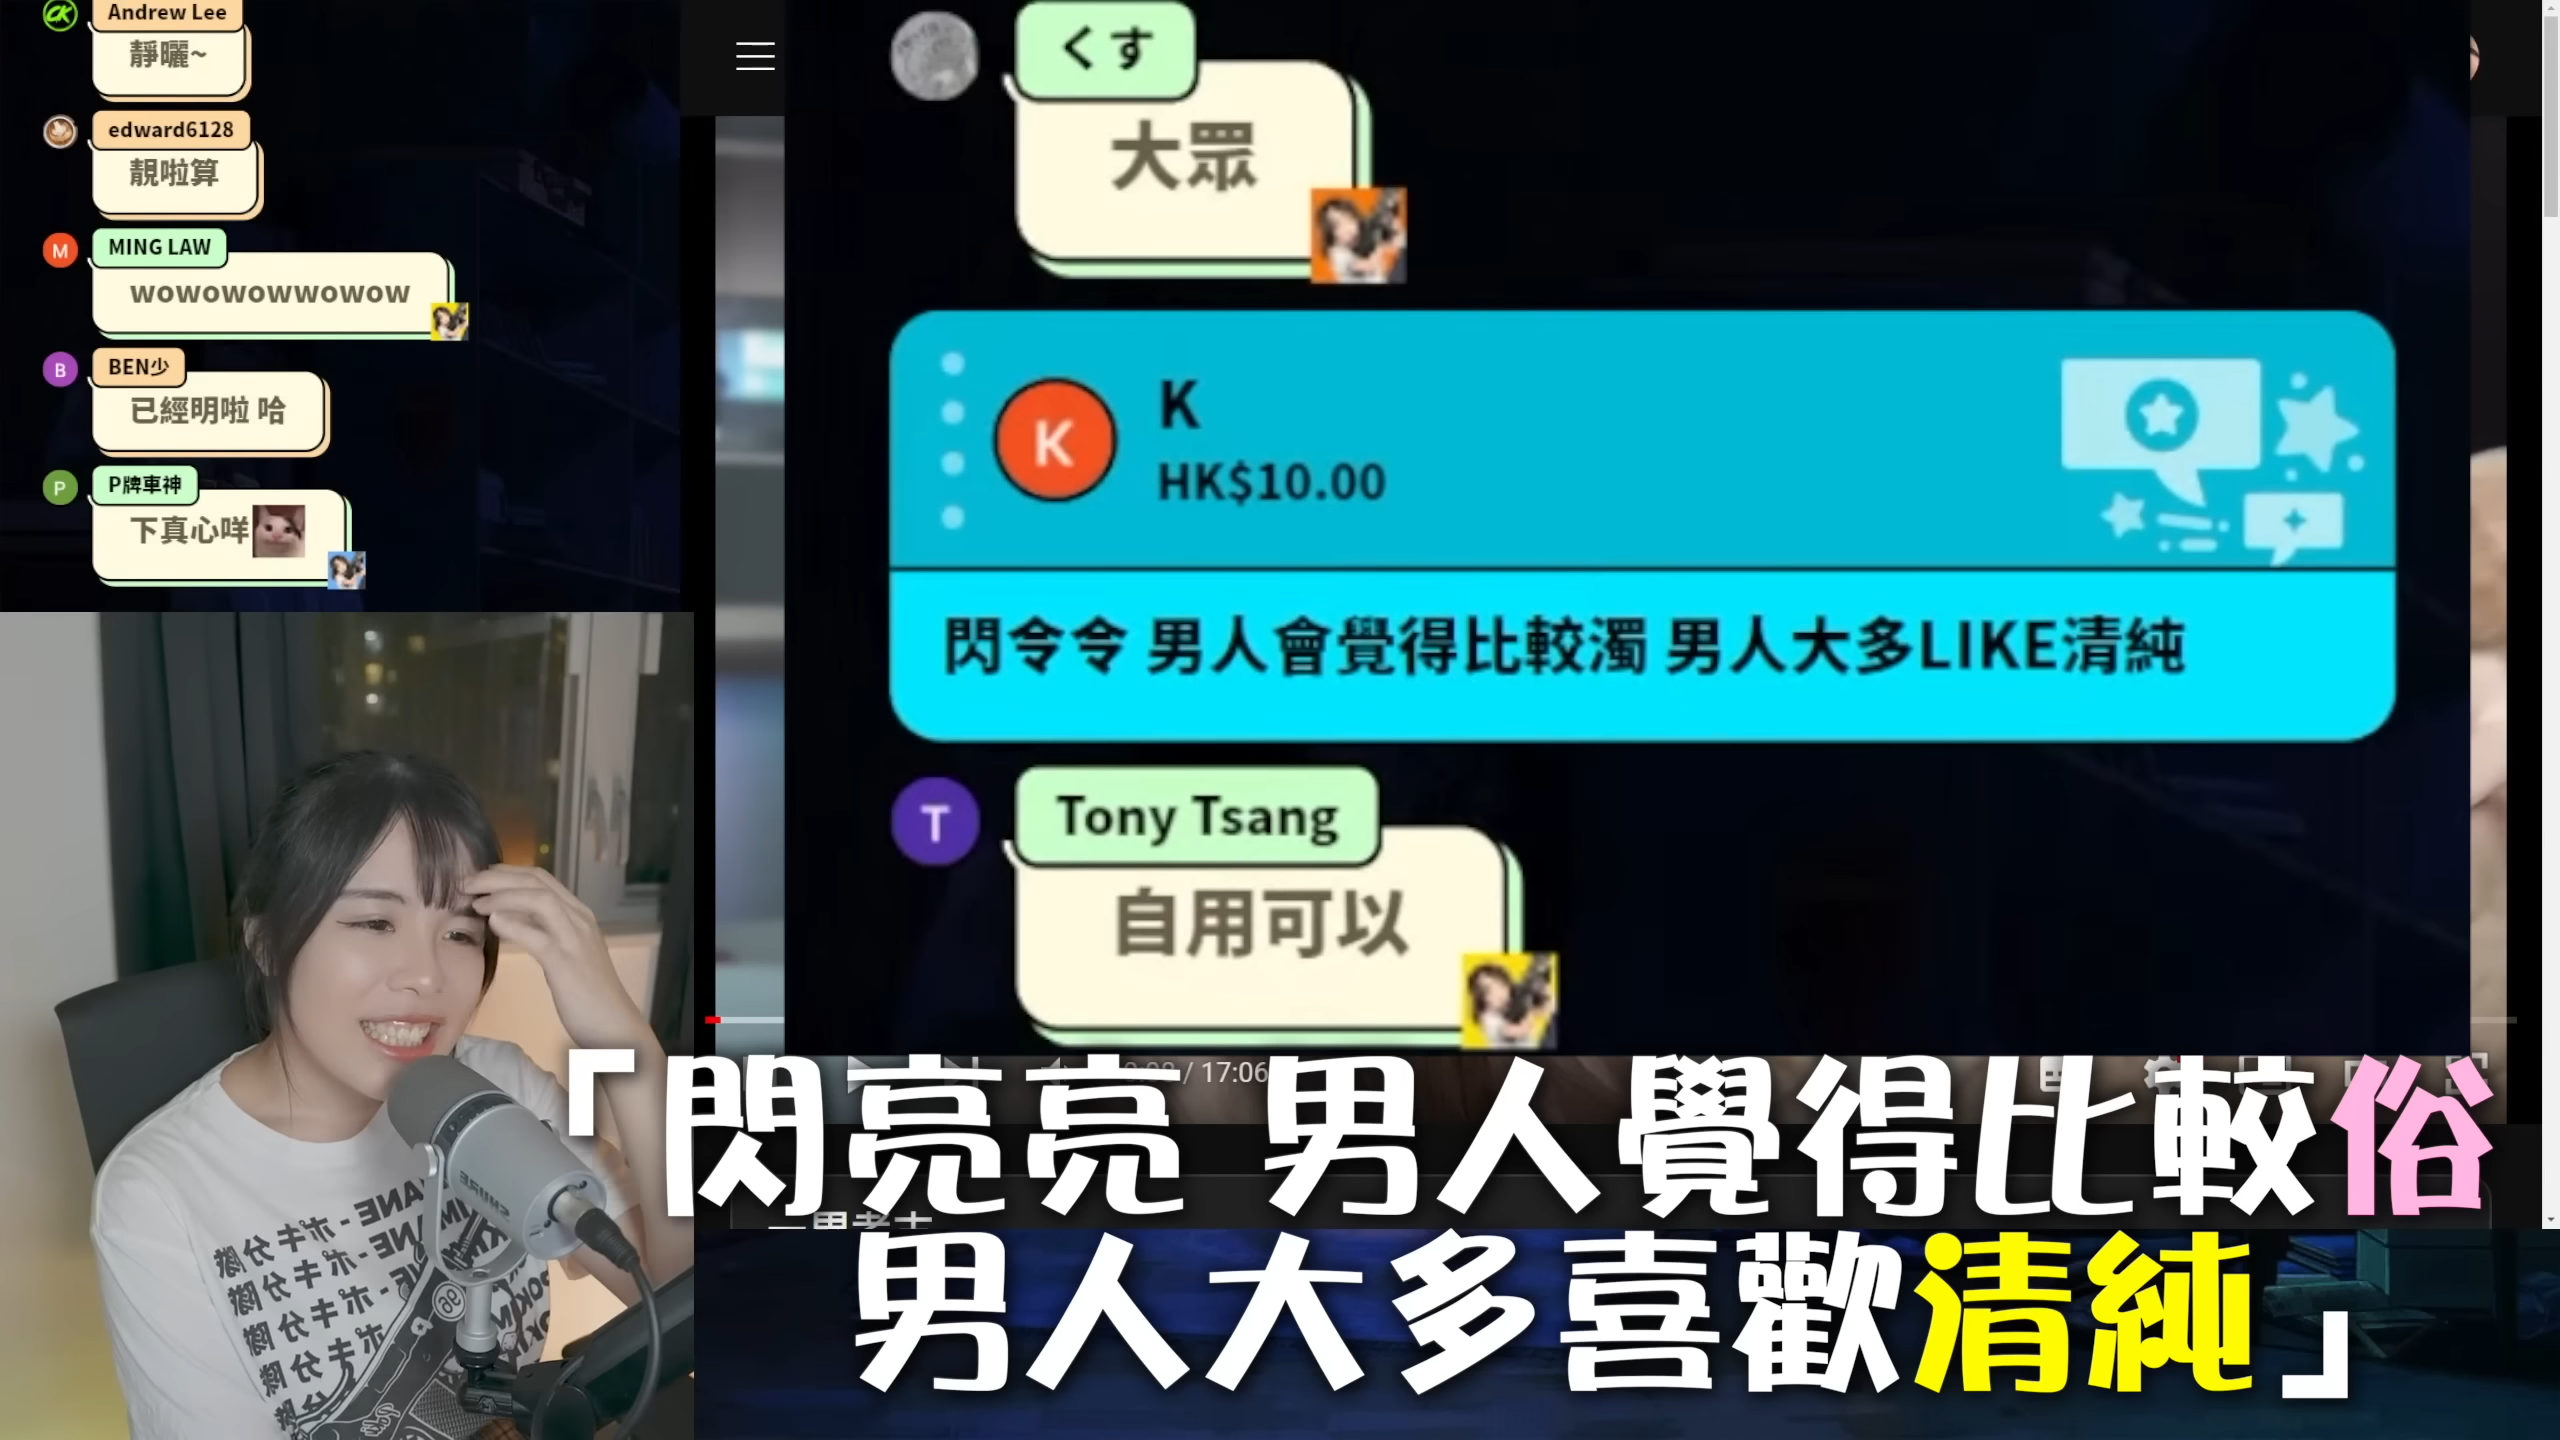 Andrew Lee
靜曬~
edward6128
靚啦算
M
MING LAW
wowowowwowow
B
BEN少
已經明啦 哈
P
P牌車神
下真心咩
くす
大眾
K
K
HK$10.00
閃令令 男人會覺得比較濁 男人大多LIKE清純
T
Tony Tsang
自用可以
/ 17:06
「閃亮亮 男人覺得比較俗
男人大多喜歡清純」